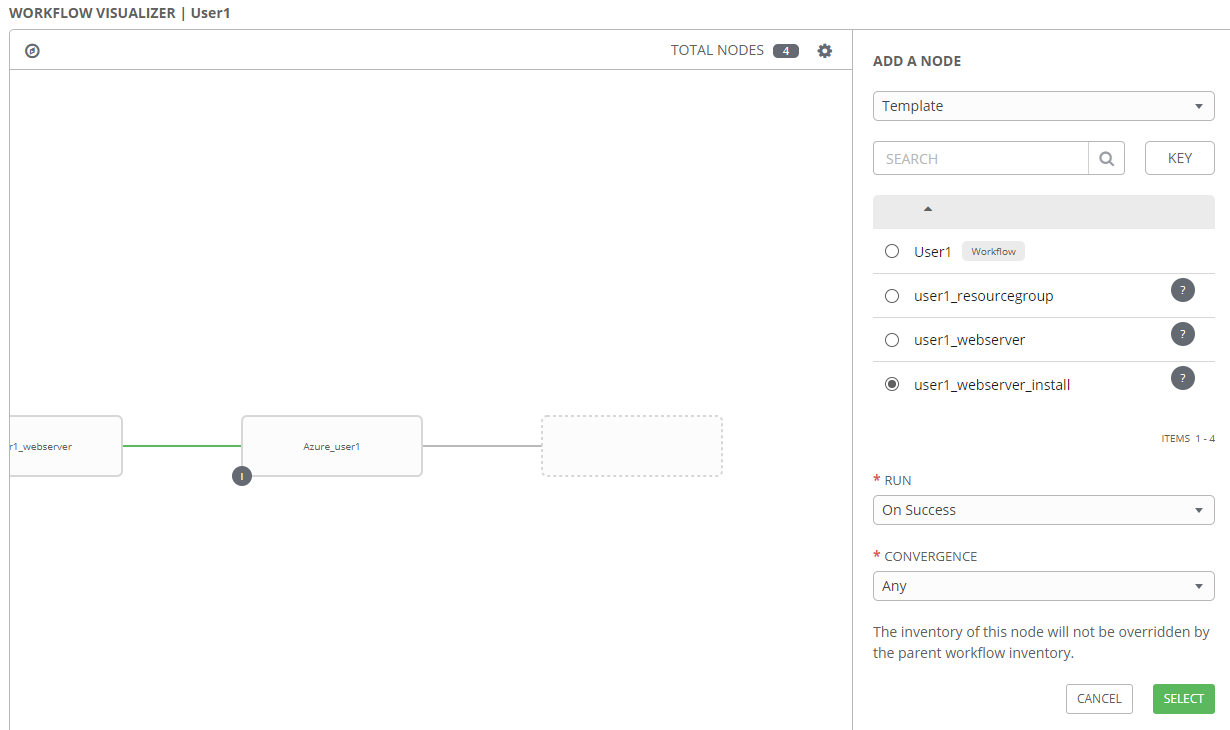 WORKFLOW VISUALIZER | User1
TOTAL NODES 4
r1_webserver
Azure_user1
I
ADD A NODE
Template
SEARCH
KEY
User1 Workflow
user1_resourcegroup ?
user1_webserver ?
user1_webserver_install ?
ITEMS 1 - 4
* RUN
On Success
* CONVERGENCE
Any
The inventory of this node will not be overridden by
the parent workflow inventory.
CANCEL SELECT